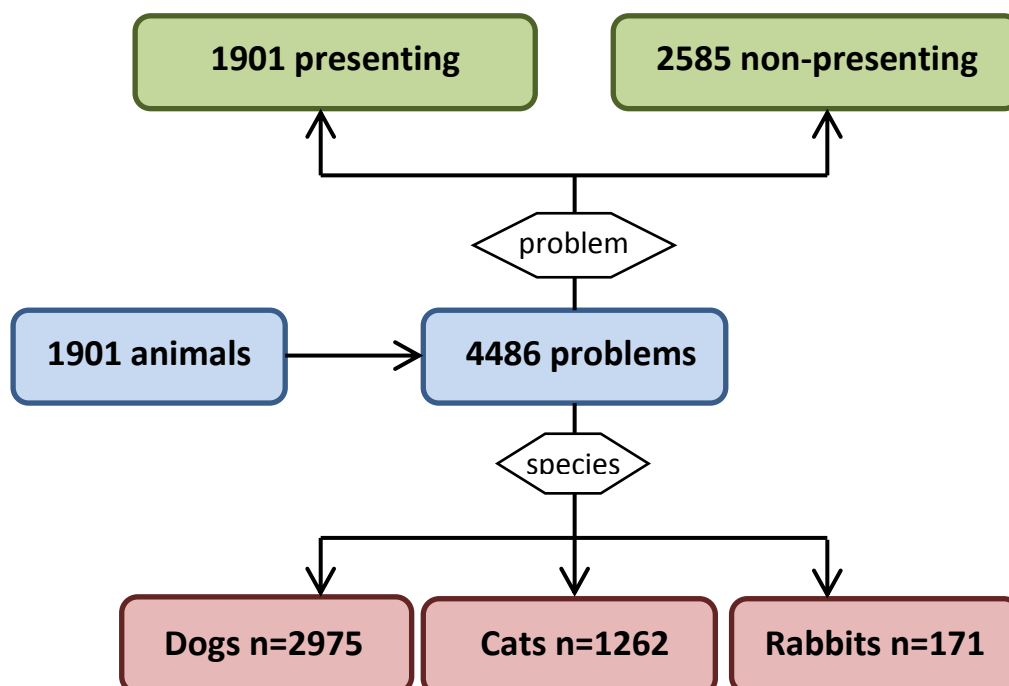 1901 presenting
2585 non-presenting
problem
1901 animals
4486 problems
species
Dogs n=2975
Cats n=1262
Rabbits n=171